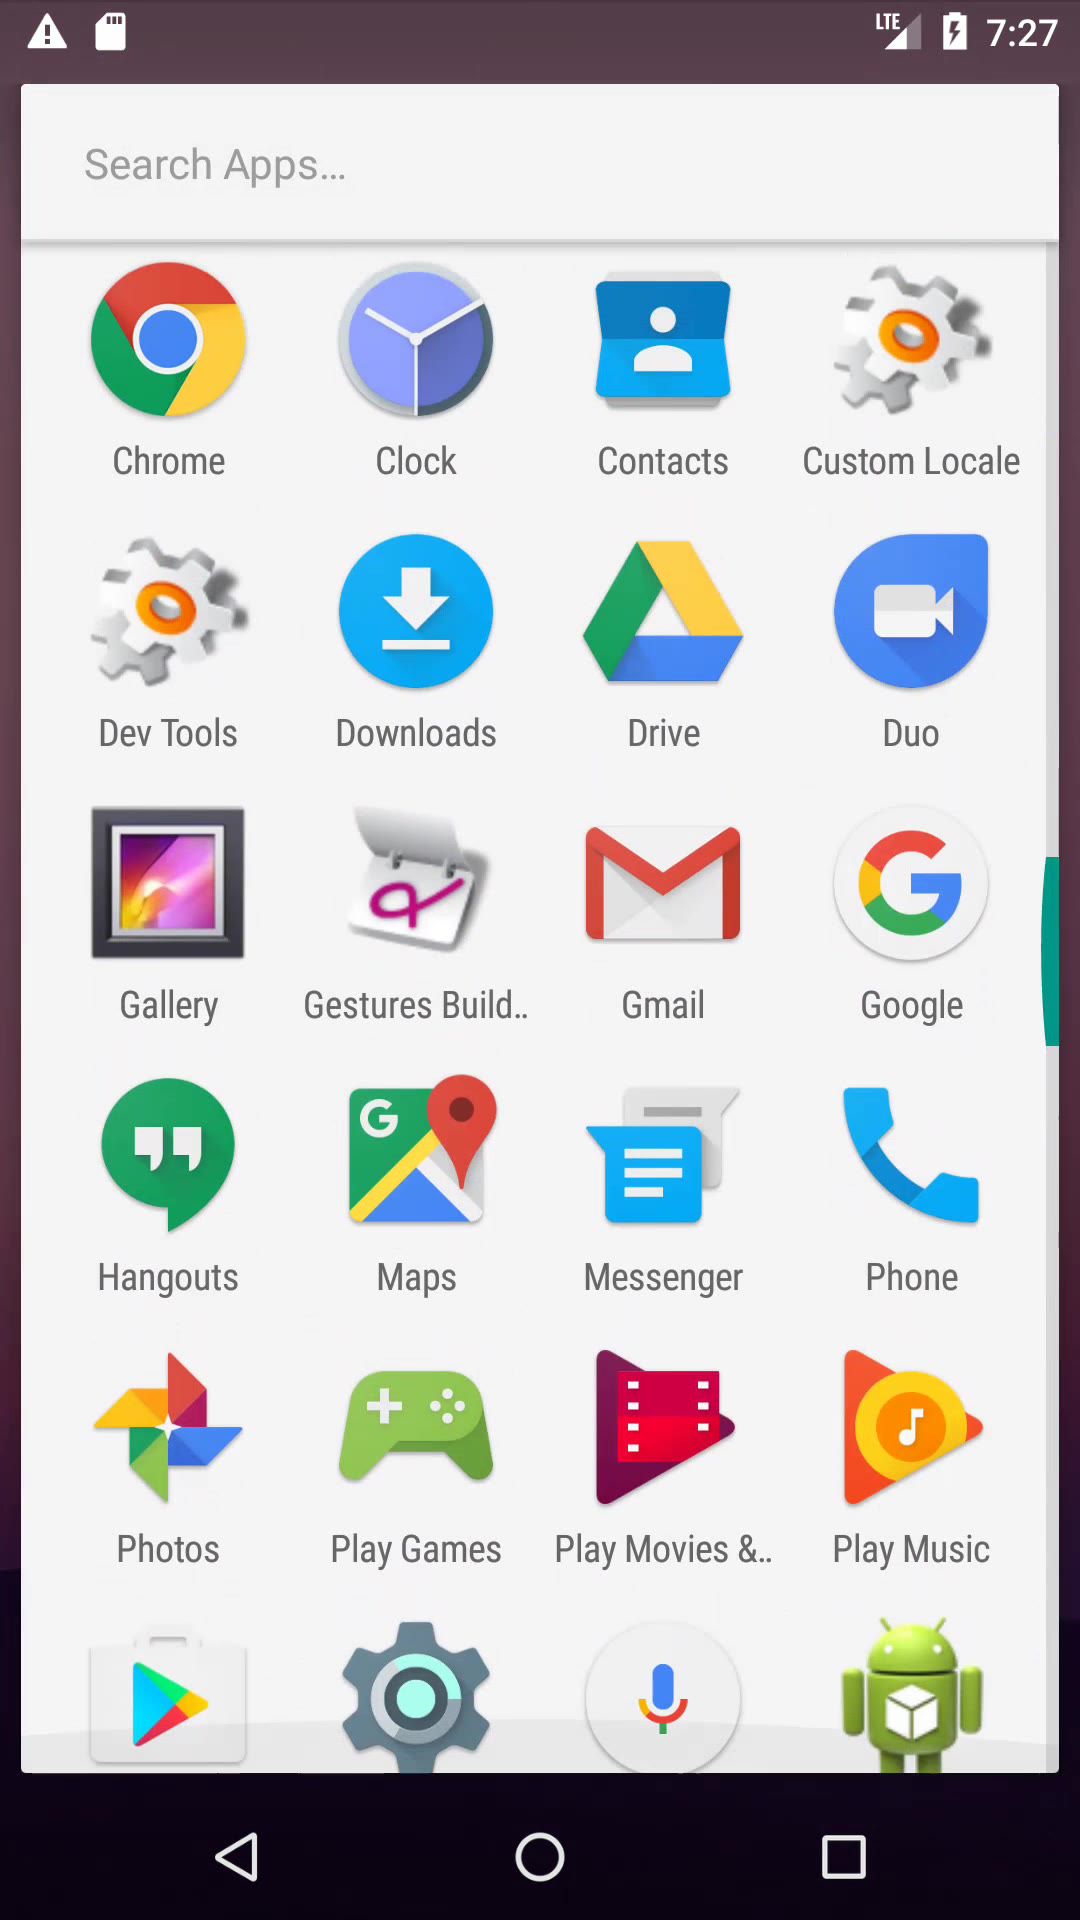 LTE 7:27
Search Apps...
Chrome Clock Contacts Custom Locale
Dev Tools Downloads Drive Duo
Gallery Gestures Build.. Gmail Google
Hangouts Maps Messenger Phone
Photos Play Games Play Movies &.. Play Music